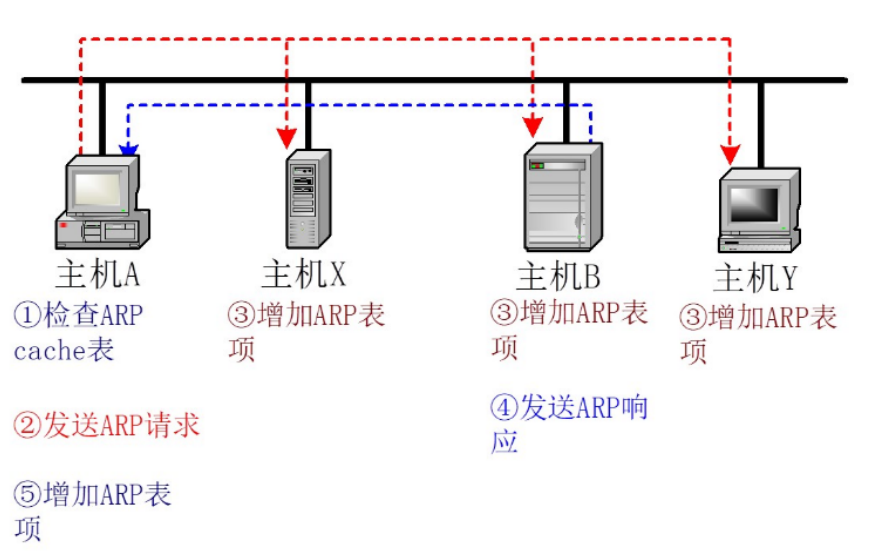 主机A
主机X
主机B
主机Y
①检查ARP
cache表
③增加ARP表
项
③增加ARP表
项
③增加ARP表
项
②发送ARP请求
④发送ARP响
应
⑤增加ARP表
项